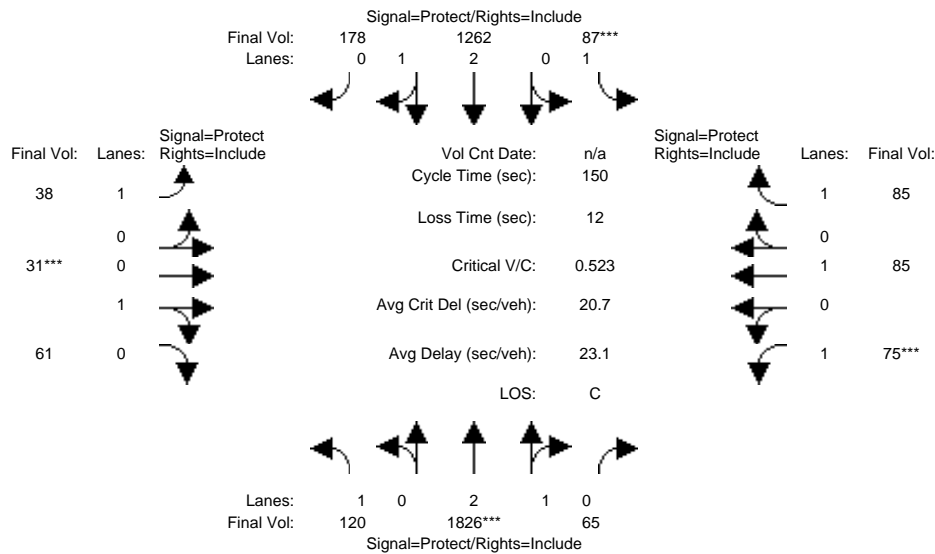 Signal=Protect/Rights=Include
Final Vol: 178 1262 87***
Lanes: 0 1 2 0 1
Signal=Protect Signal=Protect
Final Vol: Lanes: Rights=Include Vol Cnt Date: n/a Rights=Include Lanes: Final Vol:
Cycle Time (sec): 150
38 1 1 85
Loss Time (sec): 12
0 0
31*** 0 Critical V/C: 0.523 1 85
1 Avg Crit Del (sec/veh): 20.7 0
61 0 Avg Delay (sec/veh): 23.1 1 75***
LOS: C
Lanes: 1 0 2 1 0
Final Vol: 120 1826*** 65
Signal=Protect/Rights=Include